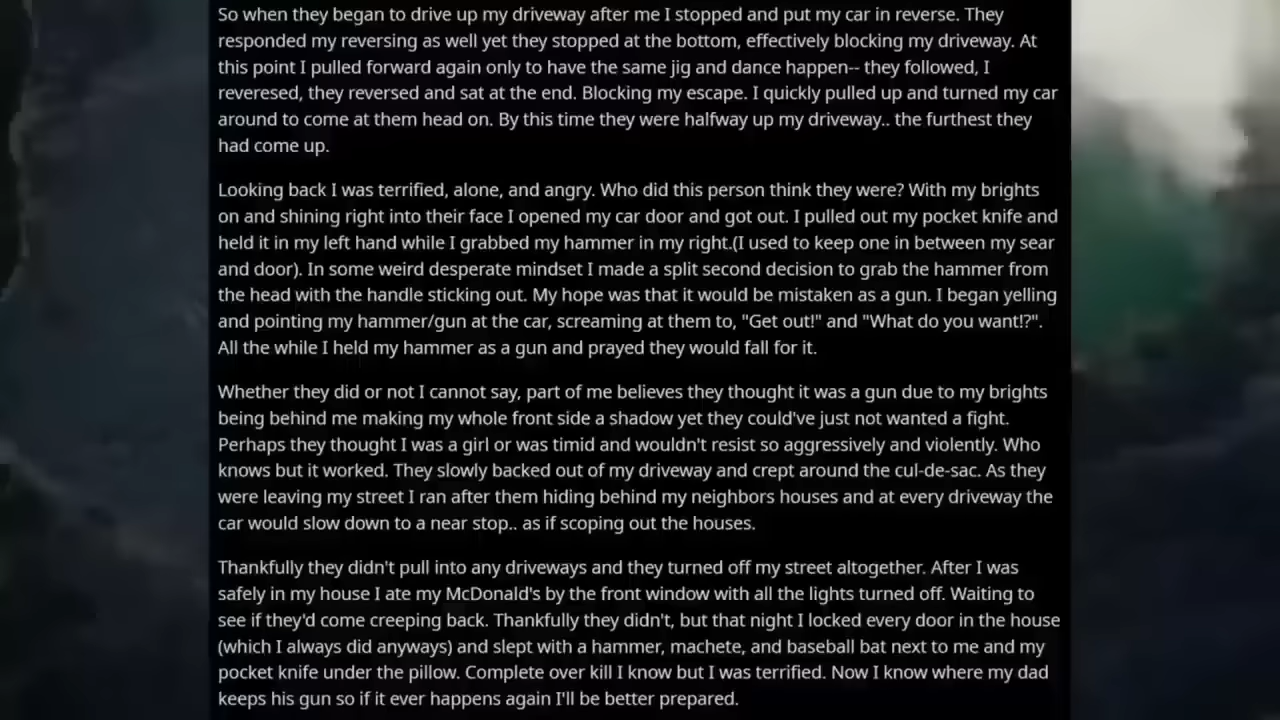 So when they began to drive up my driveway after me I stopped and put my car in reverse. They
responded my reversing as well yet they stopped at the bottom, effectively blocking my driveway. At
this point I pulled forward again only to have the same jig and dance happen-- they followed, I
reveresed, they reversed and sat at the end. Blocking my escape. I quickly pulled up and turned my car
around to come at them head on. By this time they were halfway up my driveway.. the furthest they
had come up.
Looking back I was terrified, alone, and angry. Who did this person think they were? With my brights
on and shining right into their face I opened my car door and got out. I pulled out my pocket knife and
held it in my left hand while I grabbed my hammer in my right.(I used to keep one in between my sear
and door). In some weird desperate mindset I made a split second decision to grab the hammer from
the head with the handle sticking out. My hope was that it would be mistaken as a gun. I began yelling
and pointing my hammer/gun at the car, screaming at them to, "Get out!" and "What do you want!?".
All the while I held my hammer as a gun and prayed they would fall for it.
Whether they did or not I cannot say, part of me believes they thought it was a gun due to my brights
being behind me making my whole front side a shadow yet they could've just not wanted a fight.
Perhaps they thought I was a girl or was timid and wouldn't resist so aggressively and violently. Who
knows but it worked. They slowly backed out of my driveway and crept around the cul-de-sac. As they
were leaving my street I ran after them hiding behind my neighbors houses and at every driveway the
car would slow down to a near stop.. as if scoping out the houses.
Thankfully they didn't pull into any driveways and they turned off my street altogether. After I was
safely in my house I ate my McDonald's by the front window with all the lights turned off. Waiting to
see if they'd come creeping back. Thankfully they didn't, but that night I locked every door in the house
(which I always did anyways) and slept with a hammer, machete, and baseball bat next to me and my
pocket knife under the pillow. Complete over kill I know but I was terrified. Now I know where my dad
keeps his gun so if it ever happens again I'll be better prepared.